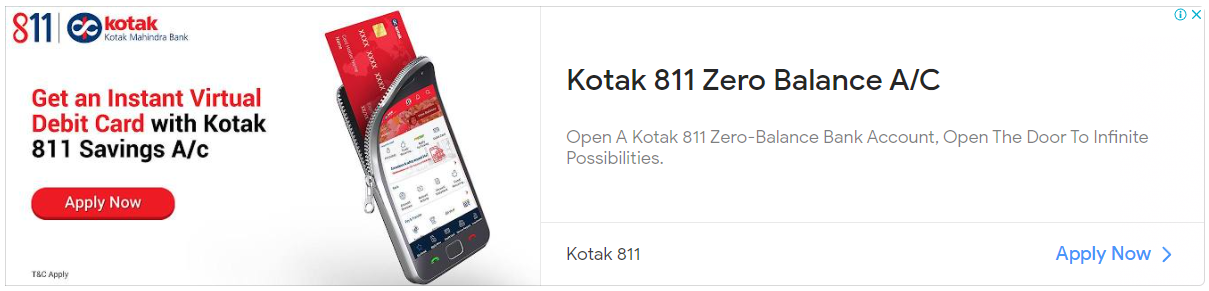 811 kotak
Kotak Mahindra Bank
Get an Instant Virtual
Debit Card with Kotak
811 Savings A/c
Apply Now
T&C Apply
Kotak 811 Zero Balance A/C
Open A Kotak 811 Zero-Balance Bank Account, Open The Door To Infinite
Possibilities.
Kotak 811
Apply Now